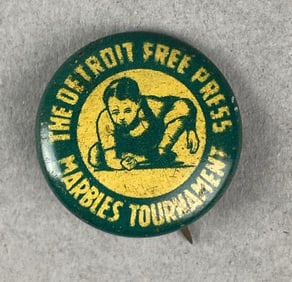 THE DETROIT FREE PRESS
MARBLES TOURNAMENT